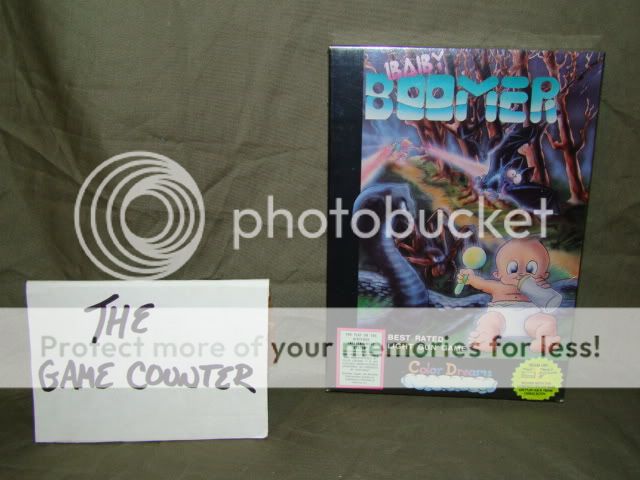 BABY
BOOMER
photobucket
Protect more of your memories for less!
THE
GAME COUNTER
BEST RATED
LIGHT GUN GAME
Color Dreams